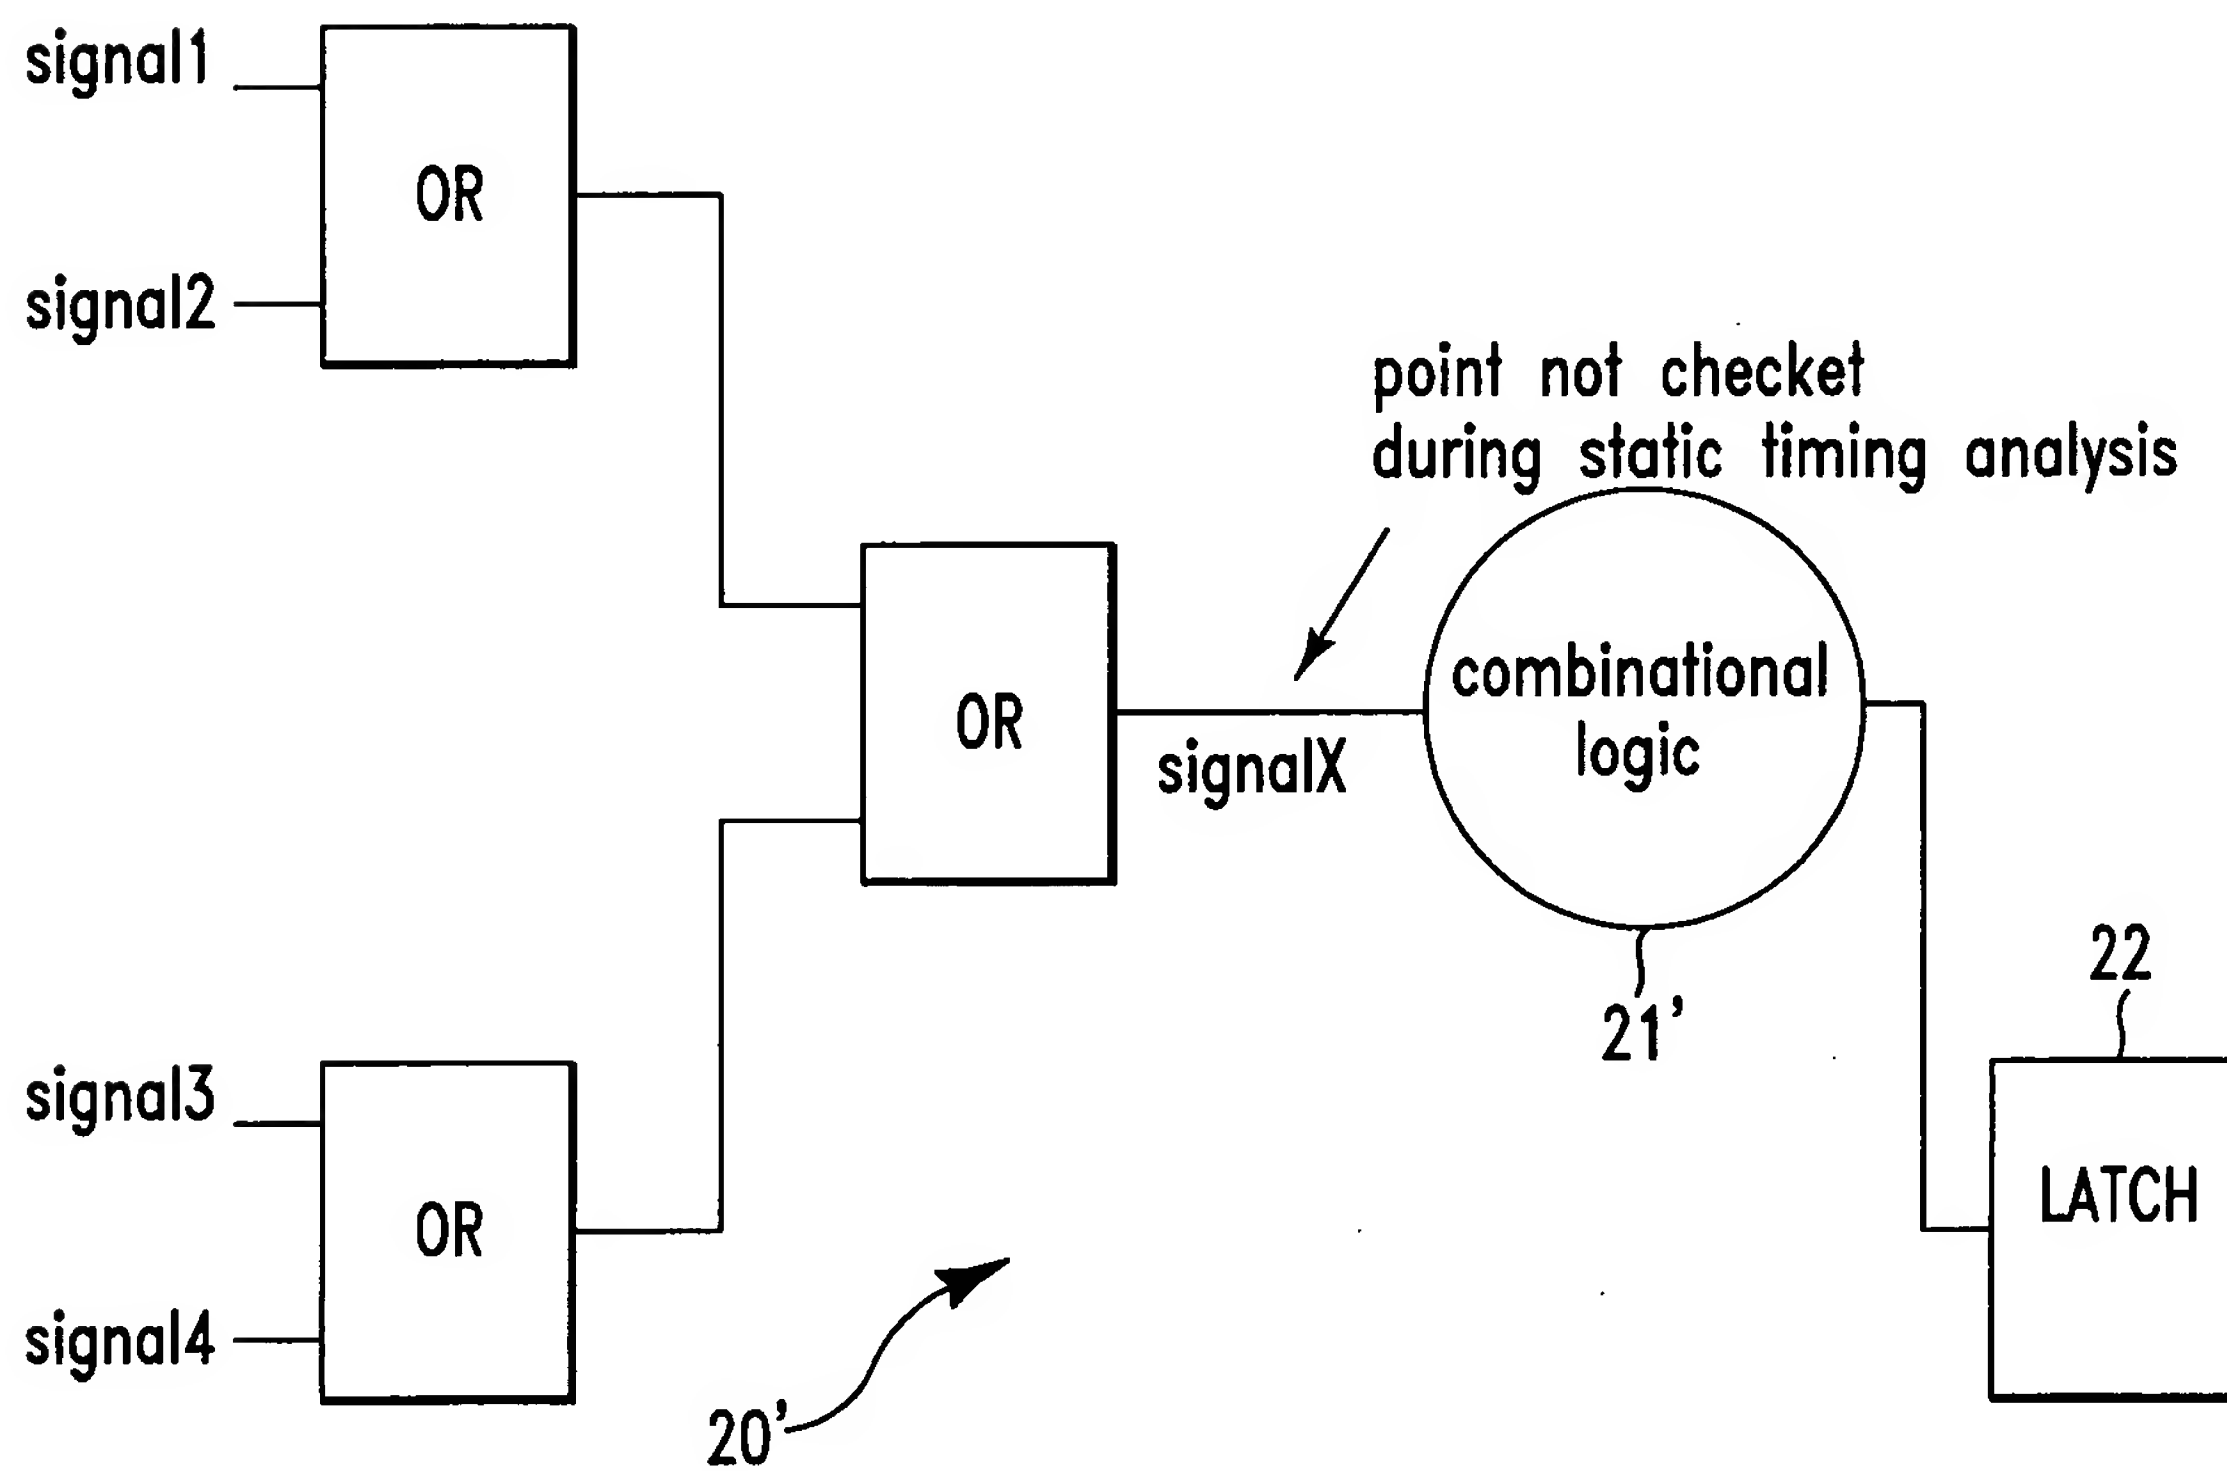 signal1
OR
signal2
point not checket
during static timing analysis
OR
signalX
combinational
logic
21'
22
signal3
OR
signal4
LATCH
20'